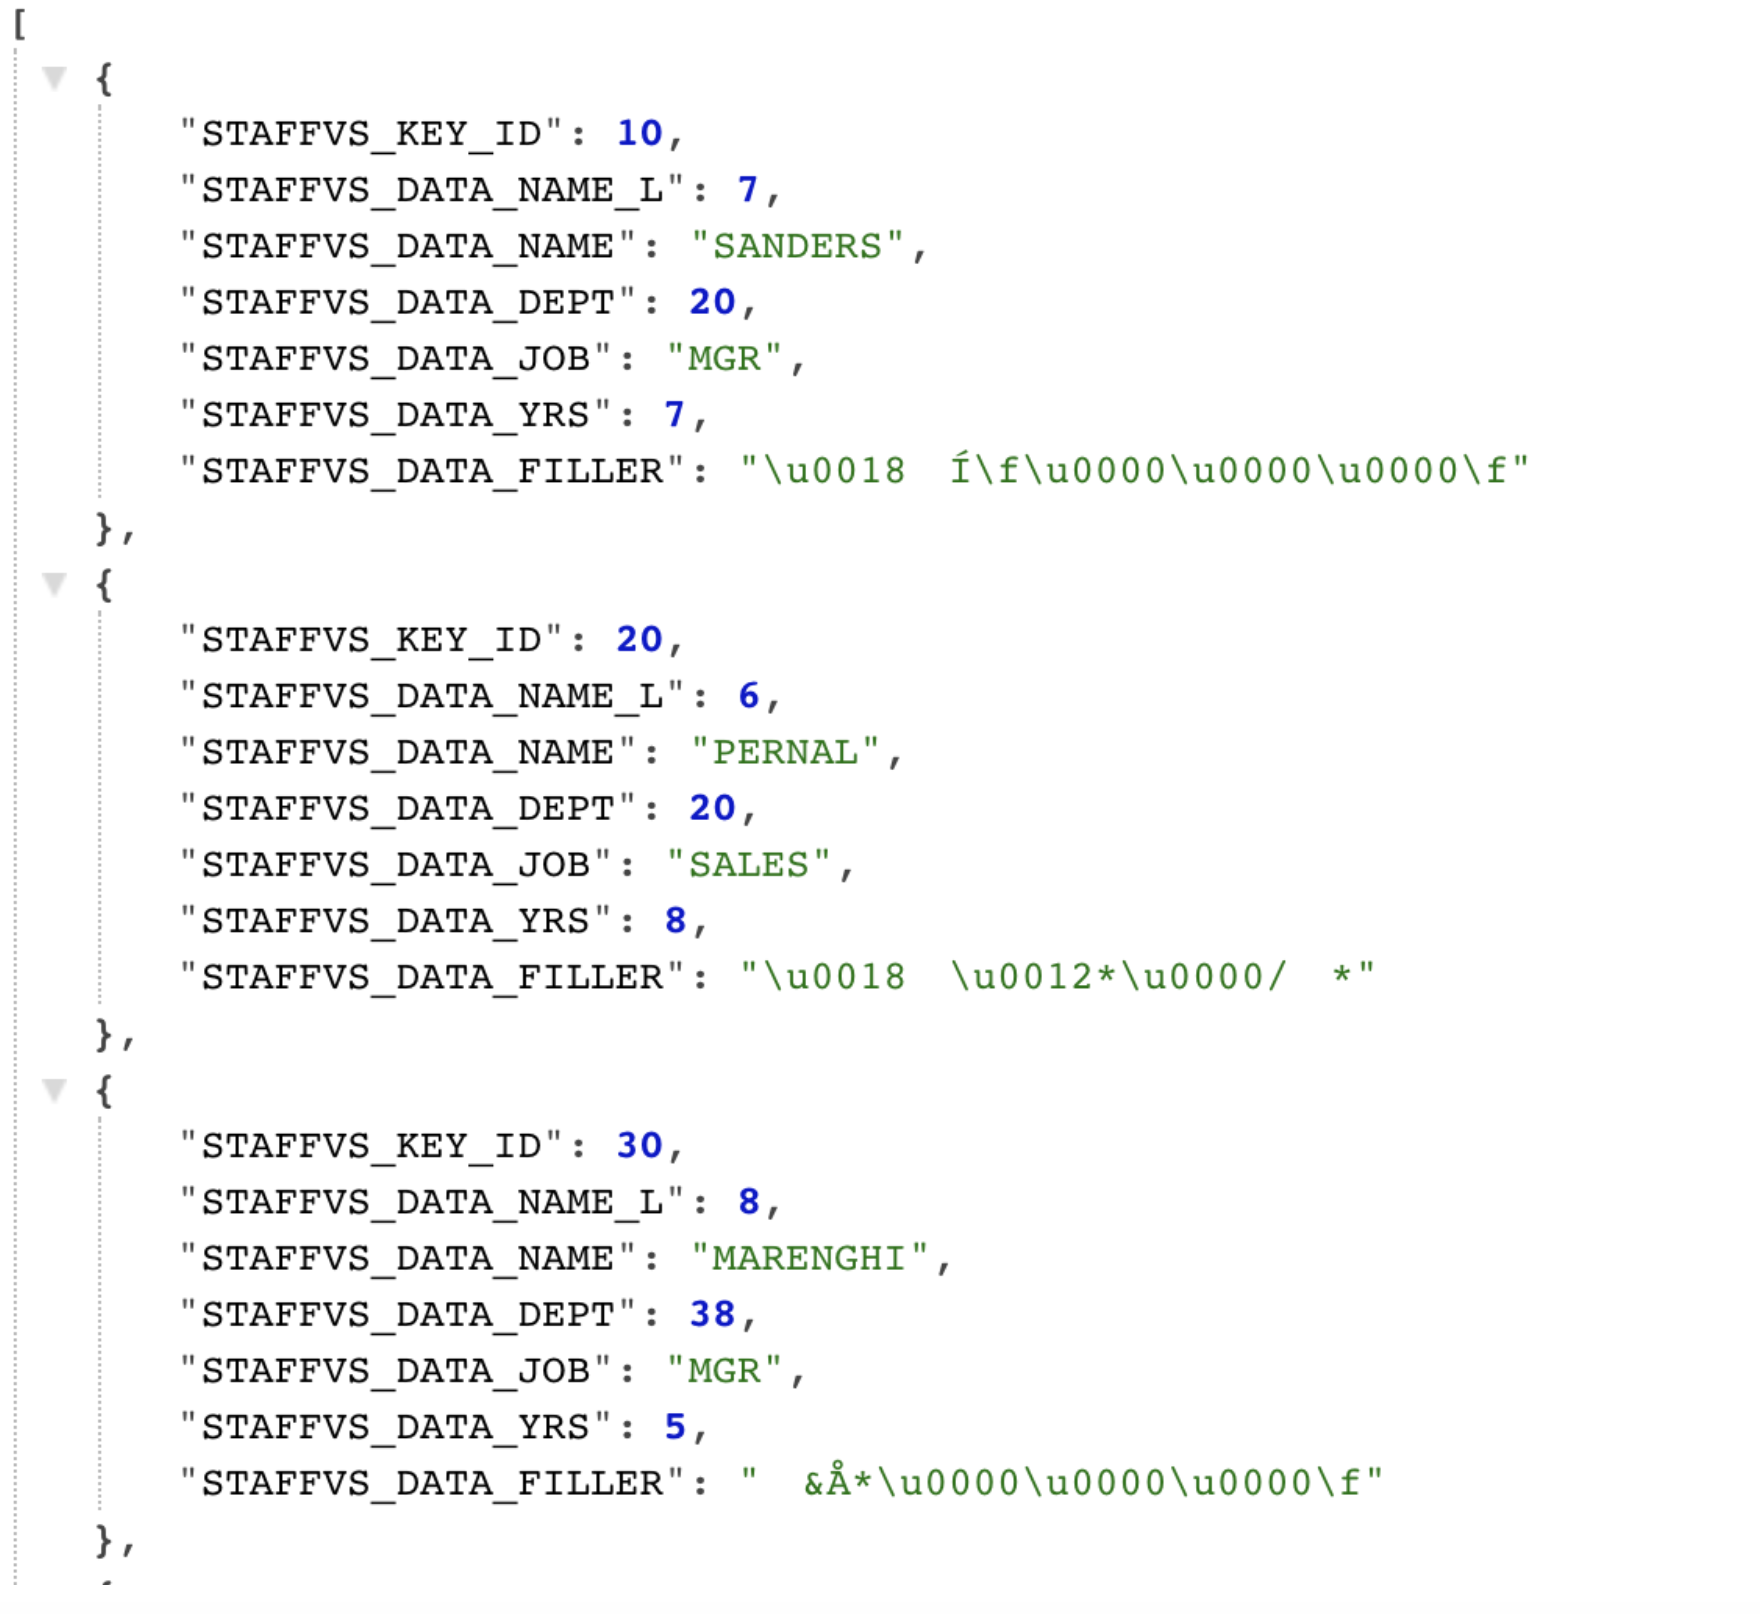 [
{
"STAFFVS_KEY_ID": 10,
"STAFFVS_DATA_NAME_L": 7,
"STAFFVS_DATA_NAME": "SANDERS",
"STAFFVS_DATA_DEPT": 20,
"STAFFVS_DATA_JOB": "MGR",
"STAFFVS_DATA_YRS": 7,
"STAFFVS_DATA_FILLER": "\u0018  Í\f\u0000\u0000\u0000\f"
},
{
"STAFFVS_KEY_ID": 20,
"STAFFVS_DATA_NAME_L": 6,
"STAFFVS_DATA_NAME": "PERNAL",
"STAFFVS_DATA_DEPT": 20,
"STAFFVS_DATA_JOB": "SALES",
"STAFFVS_DATA_YRS": 8,
"STAFFVS_DATA_FILLER": "\u0018  \u0012*\u0000/  *"
},
{
"STAFFVS_KEY_ID": 30,
"STAFFVS_DATA_NAME_L": 8,
"STAFFVS_DATA_NAME": "MARENGHI",
"STAFFVS_DATA_DEPT": 38,
"STAFFVS_DATA_JOB": "MGR",
"STAFFVS_DATA_YRS": 5,
"STAFFVS_DATA_FILLER": "  &Å*\u0000\u0000\u0000\f"
},